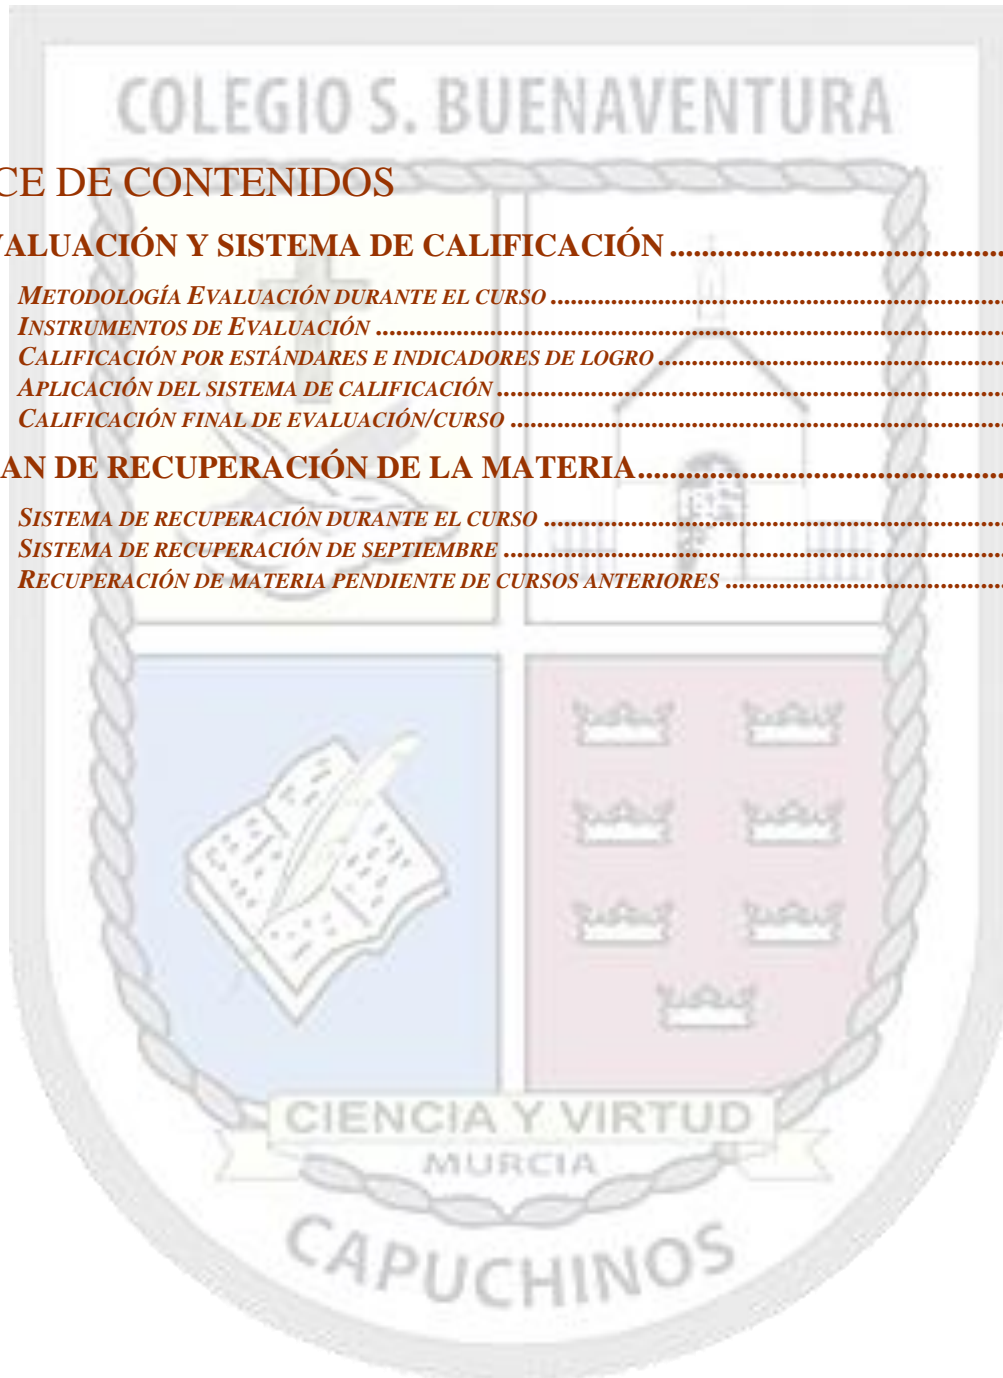 COLEGIO S. BUENAVENTURA
CE DE CONTENIDOS
VALUACIÓN Y SISTEMA DE CALIFICACIÓN ..................................................
METODOLOGÍA EVALUACIÓN DURANTE EL CURSO ..................................................
INSTRUMENTOS DE EVALUACIÓN ..................................................
CALIFICACIÓN POR ESTÁNDARES E INDICADORES DE LOGRO ..................................................
APLICACIÓN DEL SISTEMA DE CALIFICACIÓN ..................................................
CALIFICACIÓN FINAL DE EVALUACIÓN/CURSO ..................................................
AN DE RECUPERACIÓN DE LA MATERIA..................................................
SISTEMA DE RECUPERACIÓN DURANTE EL CURSO ..................................................
SISTEMA DE RECUPERACIÓN DE SEPTIEMBRE ..................................................
RECUPERACIÓN DE MATERIA PENDIENTE DE CURSOS ANTERIORES ..................................................
CIENCIA Y VIRTUD
MURCIA
CAPUCHINOS